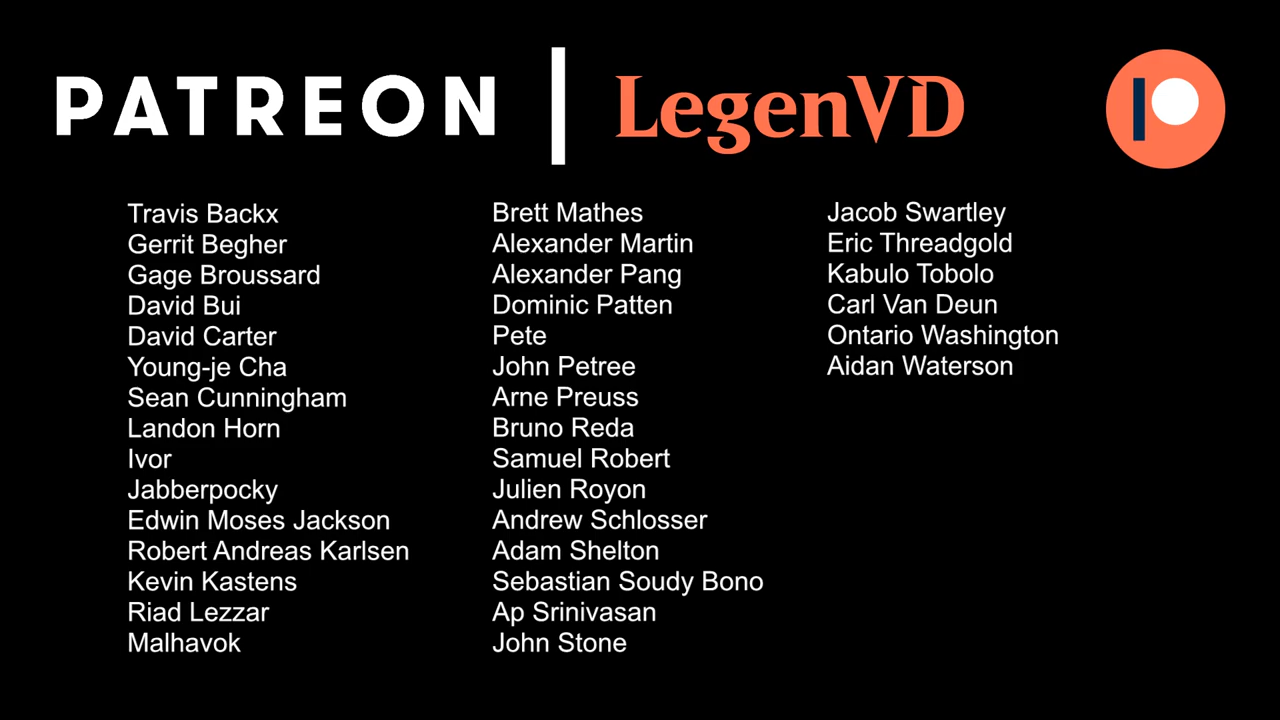 PATREON | LegenVD
Travis Backx
Gerrit Begher
Gage Broussard
David Bui
David Carter
Young-je Cha
Sean Cunningham
Landon Horn
Ivor
Jabberpocky
Edwin Moses Jackson
Robert Andreas Karlsen
Kevin Kastens
Riad Lezzar
Malhavok
Brett Mathes
Alexander Martin
Alexander Pang
Dominic Patten
Pete
John Petree
Arne Preuss
Bruno Reda
Samuel Robert
Julien Royon
Andrew Schlosser
Adam Shelton
Sebastian Soudy Bono
Ap Srinivasan
John Stone
Jacob Swartley
Eric Threadgold
Kabulo Tobolo
Carl Van Deun
Ontario Washington
Aidan Waterson